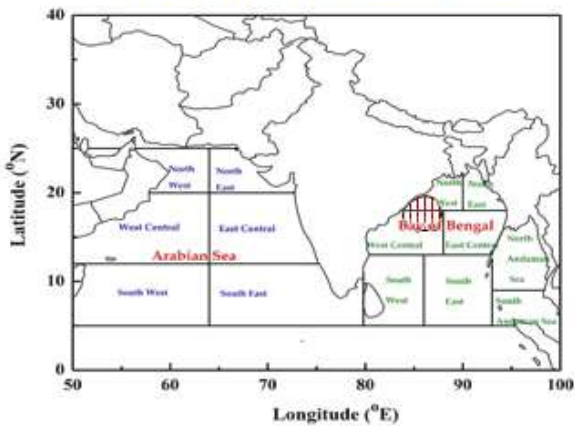 40
30
20
10
0
50
60
70
80
90
100
Latitude (°N)
Longitude (°E)
North
West
North
East
West Central
East Central
Arabian Sea
South West
South East
North
West
North
East
Bay of Bengal
West Central
East Central
South
West
South
East
North
Andaman
Sea
South
Andaman Sea